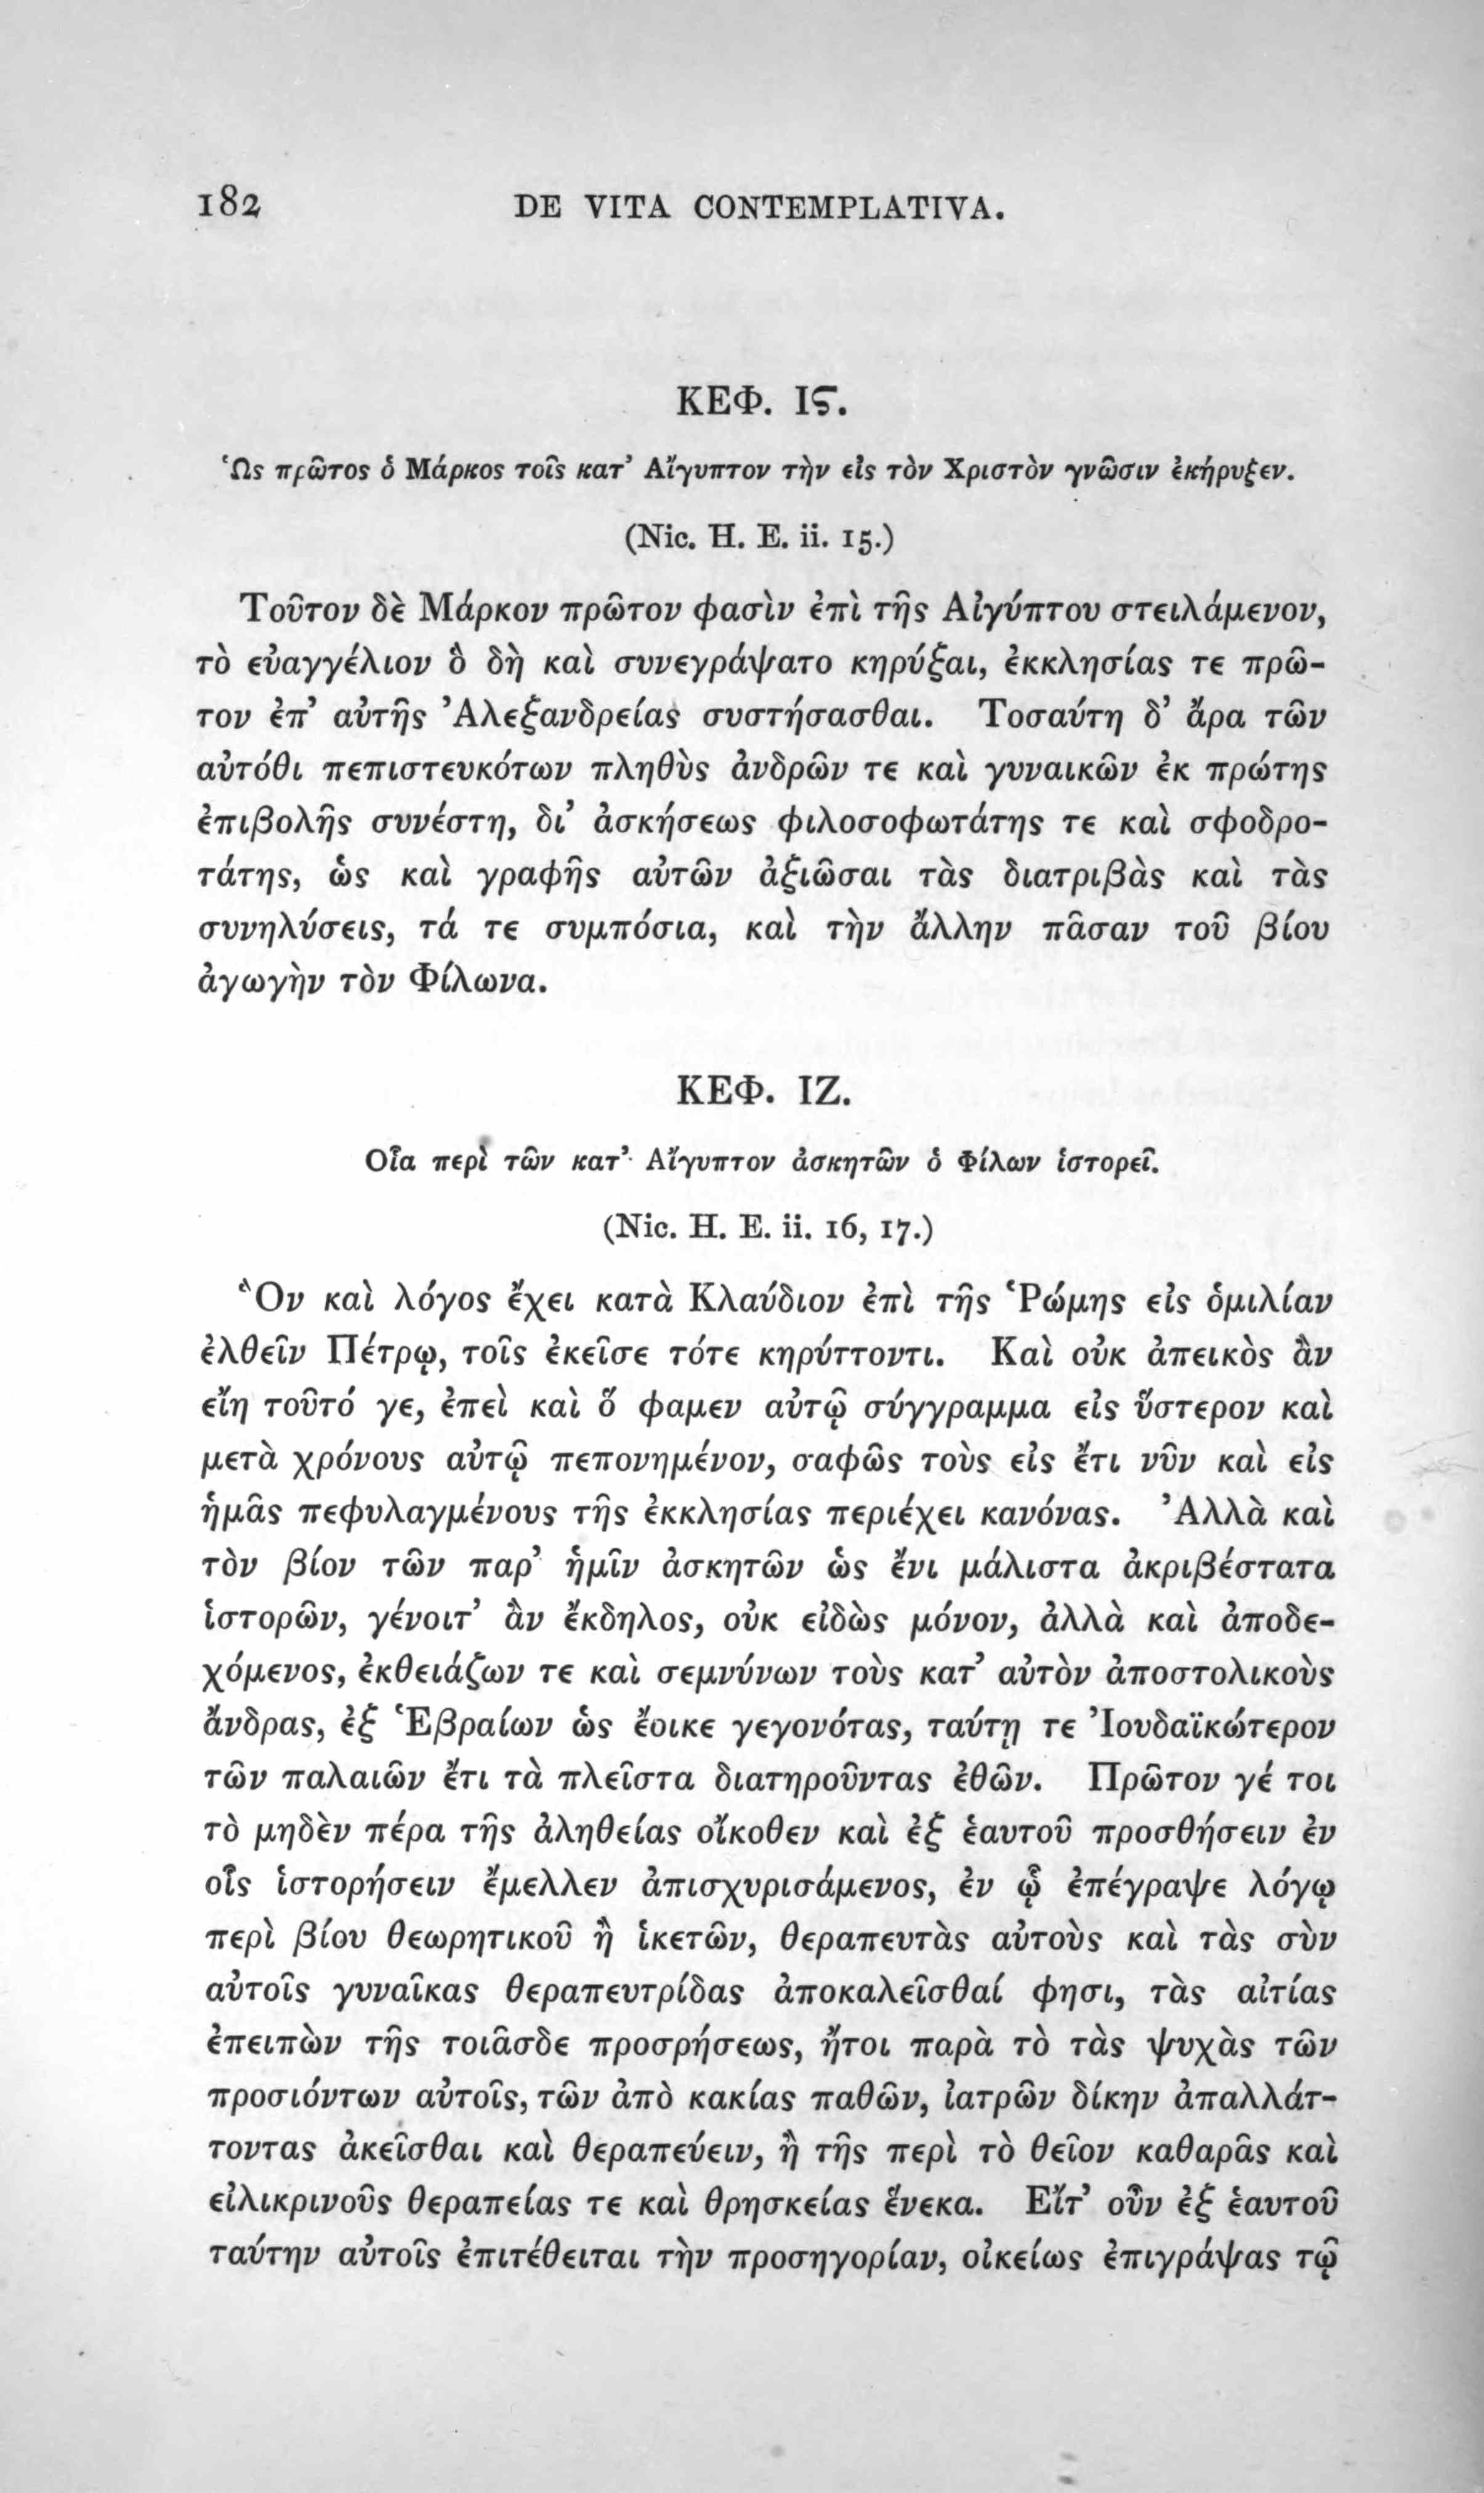 182 DE VITA CONTEMPLATIVA.
ΚΕΦ. Ις.
Ὡς πρῶτος ὁ Μάρκος τοῖς κατ’ Αἴγυπτον τὴν εἰς τὸν Χριστὸν γνῶσιν ἐκήρυξεν.
(Nic. H. E. ii. 15.)
Τοῦτον δὲ Μάρκον πρῶτον φασὶν ἐπὶ τῆς Αἰγύπτου στειλάμενον,
τὸ εὐαγγέλιον ὃ δὴ καὶ συνεγράψατο κηρύξαι, ἐκκλησίας τε πρῶ-
τον ἐπ’ αὐτῆς Ἀλεξανδρείας συστήσασθαι. Τοσαύτη δ’ ἄρα τῶν
αὐτόθι πεπιστευκότων πληθὺς ἀνδρῶν τε καὶ γυναικῶν ἐκ πρώτης
ἐπιβολῆς συνέστη, δι’ ἀσκήσεως φιλοσοφωτάτης τε καὶ σφοδρο-
τάτης, ὡς καὶ γραφῆς αὐτῶν ἀξιῶσαι τὰς διατριβὰς καὶ τὰς
συνηλύσεις, τά τε συμπόσια, καὶ τὴν ἄλλην πᾶσαν τοῦ βίου
ἀγωγὴν τὸν Φίλωνα.
ΚΕΦ. ΙΖ.
Οἷα περὶ τῶν κατ’ Αἴγυπτον ἀσκητῶν ὁ Φίλων ἱστορεῖ.
(Nic. H. E. ii. 16, 17.)
Ὃν καὶ λόγος ἔχει κατὰ Κλαύδιον ἐπὶ τῆς Ῥώμης εἰς ὁμιλίαν
ἐλθεῖν Πέτρῳ, τοῖς ἐκεῖσε τότε κηρύττοντι. Καὶ οὐκ ἀπεικὸς ἂν
εἴη τοῦτό γε, ἐπεὶ καὶ ὅ φαμεν αὐτῷ σύγγραμμα εἰς ὕστερον καὶ
μετὰ χρόνους αὐτῷ πεπονημένον, σαφῶς τοὺς εἰς ἔτι νῦν καὶ εἰς
ἡμᾶς πεφυλαγμένους τῆς ἐκκλησίας περιέχει κανόνας. Ἀλλὰ καὶ
τὸν βίον τῶν παρ’ ἡμῖν ἀσκητῶν ὡς ἔνι μάλιστα ἀκριβέστατα
ἱστορῶν, γένοιτ’ ἂν ἔκδηλος, οὐκ εἰδὼς μόνον, ἀλλὰ καὶ ἀποδε-
χόμενος, ἐκθειάζων τε καὶ σεμνύνων τοὺς κατ’ αὐτὸν ἀποστολικοὺς
ἄνδρας, ἐξ Ἑβραίων ὡς ἔοικε γεγονότας, ταύτῃ τε Ἰουδαϊκώτερον
τῶν παλαιῶν ἔτι τὰ πλεῖστα διατηροῦντας ἐθῶν. Πρῶτον γέ τοι
τὸ μηδὲν πέρα τῆς ἀληθείας οἴκοθεν καὶ ἐξ ἑαυτοῦ προσθήσειν ἐν
οἷς ἱστορήσειν ἔμελλεν ἀπισχυρισάμενος, ἐν ᾧ ἐπέγραψε λόγῳ
περὶ βίου θεωρητικοῦ ἢ ἱκετῶν, θεραπευτὰς αὐτοὺς καὶ τὰς σὺν
αὐτοῖς γυναῖκας θεραπευτρίδας ἀποκαλεῖσθαί φησι, τὰς αἰτίας
ἐπειπὼν τῆς τοιᾶσδε προσρήσεως, ἤτοι παρὰ τὸ τὰς ψυχὰς τῶν
προσιόντων αὐτοῖς, τῶν ἀπὸ κακίας παθῶν, ἰατρῶν δίκην ἀπαλλάτ-
τοντας ἀκεῖσθαι καὶ θεραπεύειν, ἢ τῆς περὶ τὸ θεῖον καθαρᾶς καὶ
εἰλικρινοῦς θεραπείας τε καὶ θρησκείας ἕνεκα. Εἴτ’ οὖν ἐξ ἑαυτοῦ
ταύτην αὐτοῖς ἐπιτέθειται τὴν προσηγορίαν, οἰκείως ἐπιγράψας τῷ